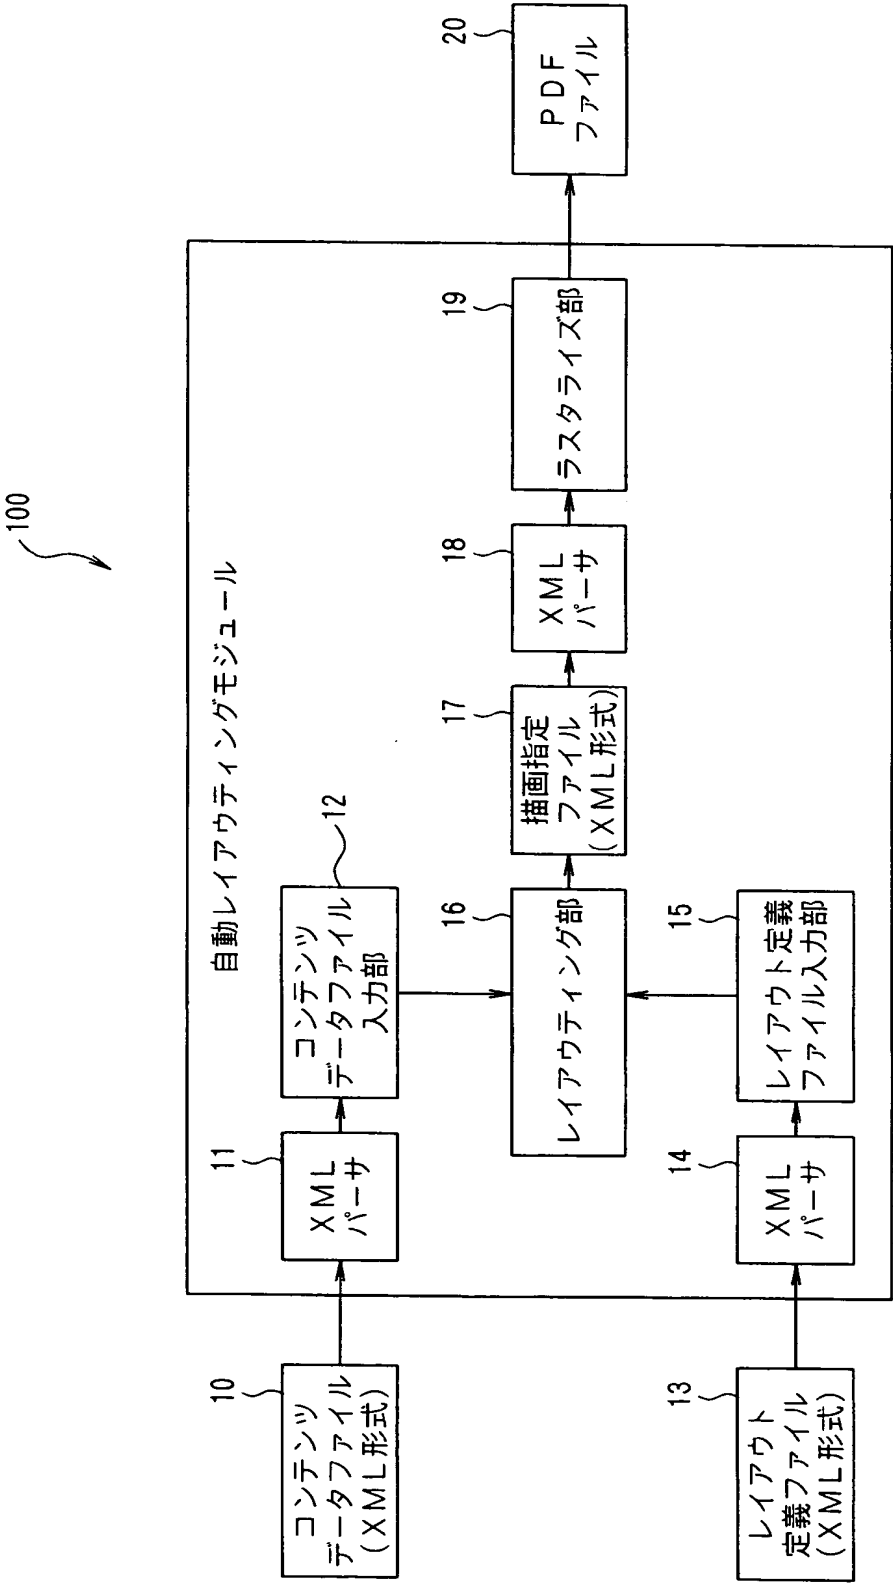 100
自動レイアウティングモジュール
10
コンテンツ
データファイル
(XML形式)
11
XML
パーサ
12
コンテンツ
データファイル
入力部
13
レイアウト
定義ファイル
(XML形式)
14
XML
パーサ
15
レイアウト定義
ファイル入力部
16
レイアウティング部
17
描画指定
ファイル
(XML形式)
18
XML
パーサ
19
ラスタライズ部
20
PDF
ファイル